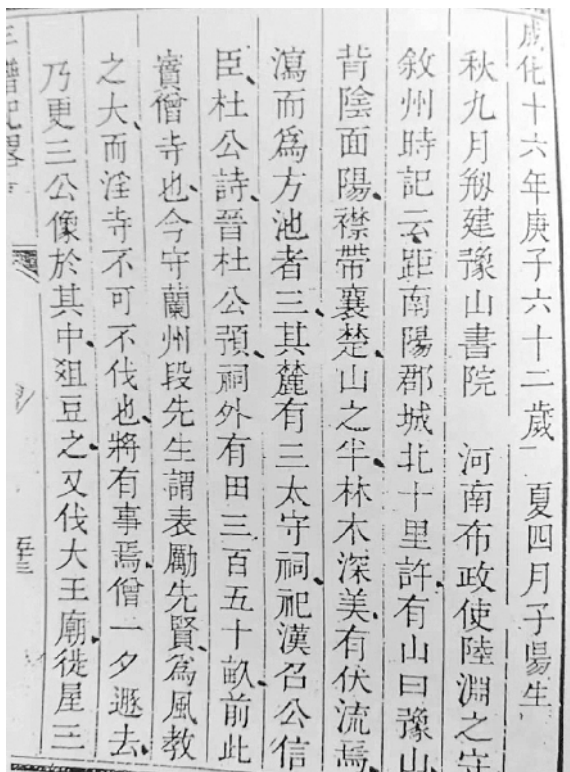 成化十六年庚子六十二歲 夏四月子陽生
秋九月剏建豫山書院 河南布政使陸淵之守
敘州時記云距南陽郡城北十里許有山曰豫山
背陰面陽襟帶襄楚山之半林木深美有伏流焉
瀉而爲方池者三其麓有三太守祠祀漢召公信
臣杜公詩晉杜公預祠外有田三百五十畝前此
實僧寺也今守蘭州段先生謂表勵先賢爲風教
之大而淫寺不可不伐也將有事焉僧一夕遯去
乃更三公像於其中俎豆之又伐大王廟徙屋三
五十三